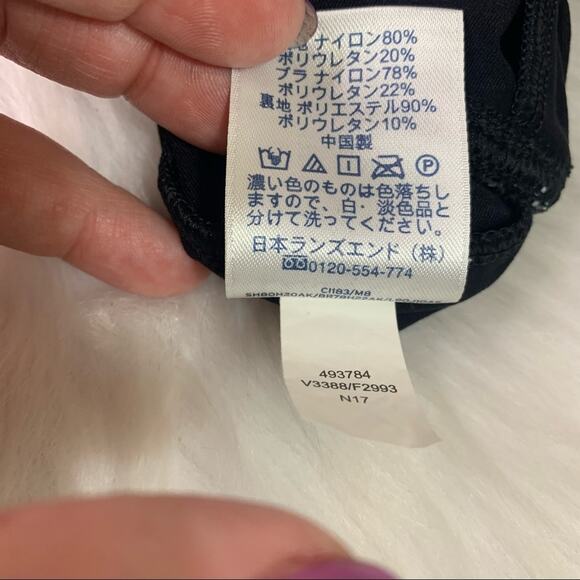 ナイロン80%
ポリウレタン20%
ブラ ナイロン78%
ポリウレタン22%
裏地 ポリエステル90%
ポリウレタン10%
中国製
P
濃い色のものは色落ちし
ますので、白・淡色品と
分けて洗ってください。
日本ランズエンド(株)
0120-554-774
CI183/M8
493784
V3388/F2993
N17